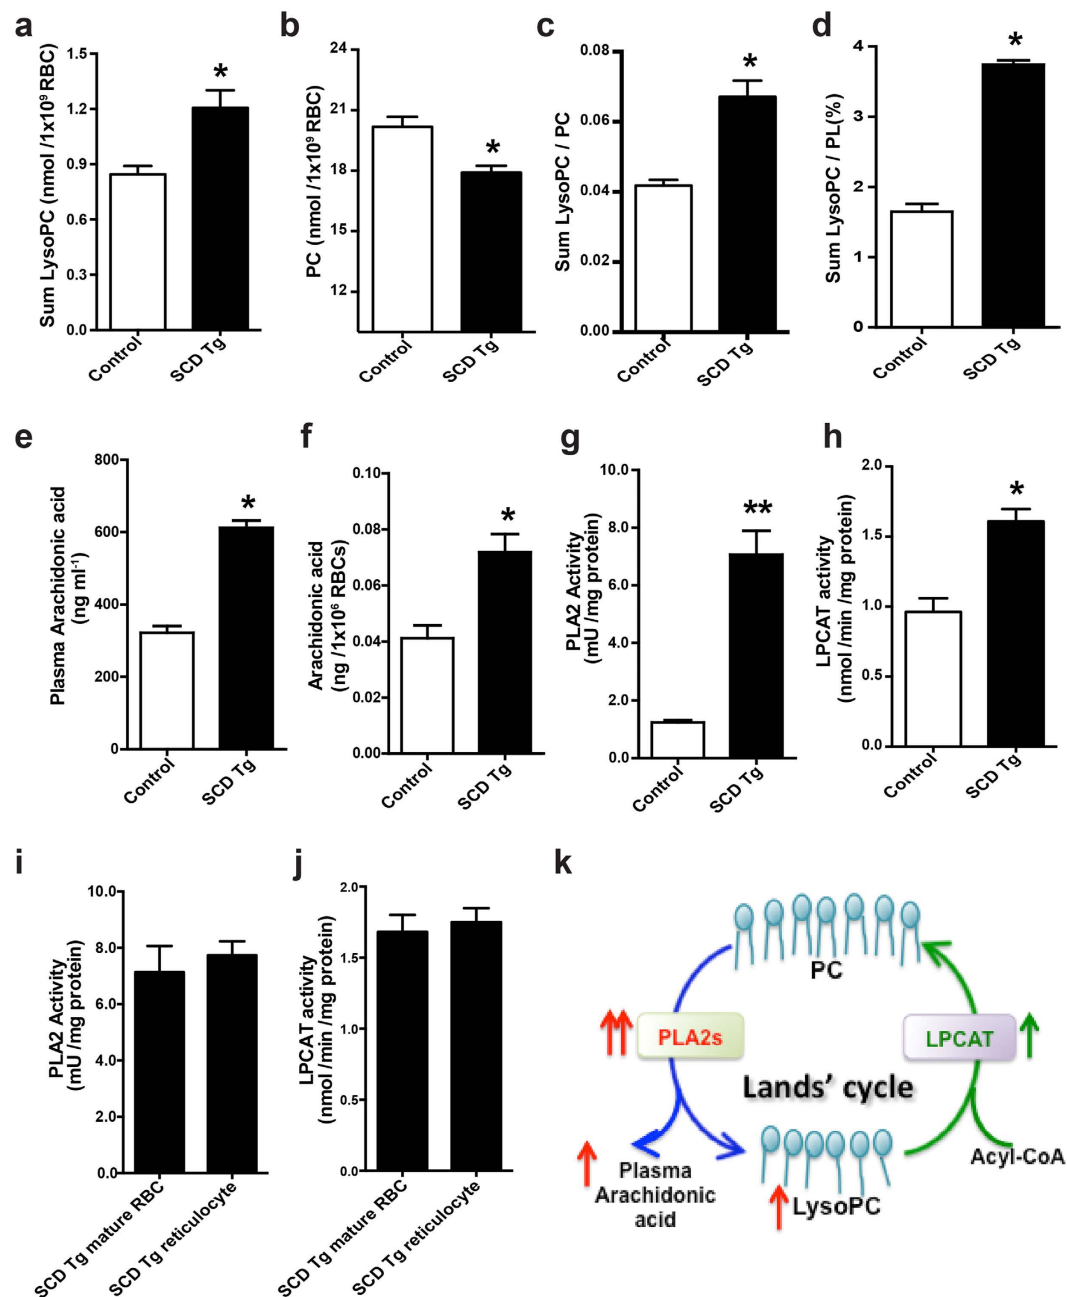 a
Sum LysoPC (nmol /1x10⁹ RBC)
1.5
1.2
0.9
0.6
0.3
0.0
*
Control
SCD Tg
b
PC (nmol /1x10⁹ RBC)
24
21
18
15
12
*
Control
SCD Tg
c
Sum LysoPC / PC
0.08
0.06
0.04
0.02
0.00
*
Control
SCD Tg
d
Sum LysoPC / PL(%)
4
3
2
1
0
*
Control
SCD Tg
e
Plasma Arachidonic acid
(ng ml⁻¹)
800
600
400
200
0
*
Control
SCD Tg
f
Arachidonic acid
(ng /1x10⁶ RBCs)
0.10
0.08
0.06
0.04
0.02
0.00
*
Control
SCD Tg
g
PLA2 Activity
(mU /mg protein)
10.0
8.0
6.0
4.0
2.0
0.0
**
Control
SCD Tg
h
LPCAT activity
(nmol /min /mg protein)
2.0
1.5
1.0
0.5
0.0
*
Control
SCD Tg
i
PLA2 Activity
(mU /mg protein)
10.0
8.0
6.0
4.0
2.0
0.0
SCD Tg mature RBC
SCD Tg reticulocyte
j
LPCAT activity
(nmol /min /mg protein)
2.0
1.5
1.0
0.5
0.0
SCD Tg mature RBC
SCD Tg reticulocyte
k
PC
PLA2s
LPCAT
Lands' cycle
Plasma
Arachidonic
acid
LysoPC
Acyl-CoA